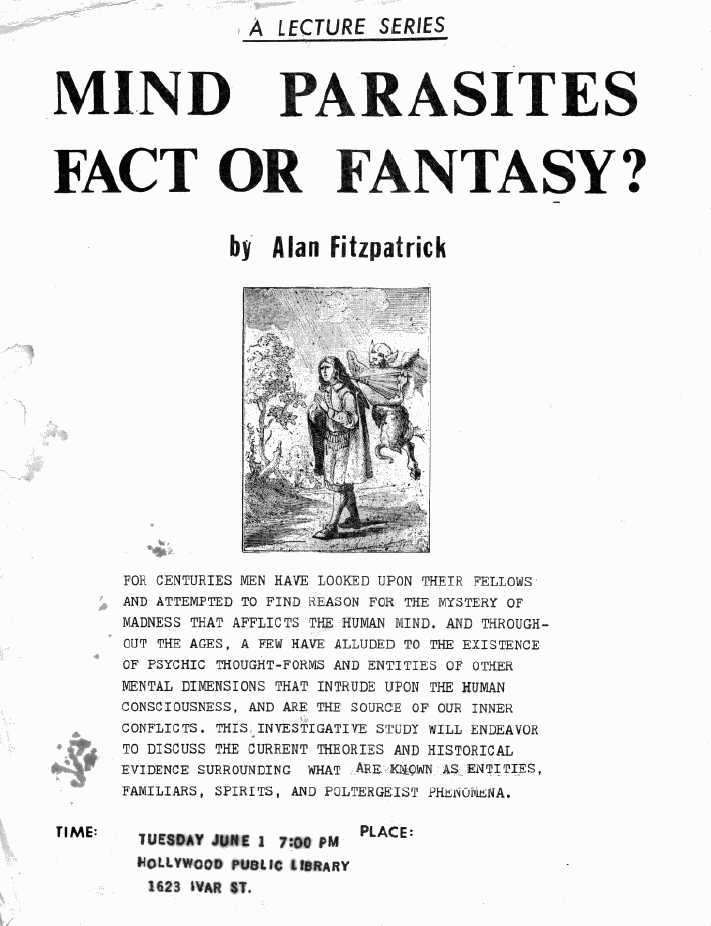 A LECTURE SERIES
MIND PARASITES
FACT OR FANTASY?
by Alan Fitzpatrick
FOR CENTURIES MEN HAVE LOOKED UPON THEIR FELLOWS
AND ATTEMPTED TO FIND REASON FOR THE MYSTERY OF
MADNESS THAT AFFLICTS THE HUMAN MIND. AND THROUGH-
OUT THE AGES, A FEW HAVE ALLUDED TO THE EXISTENCE
OF PSYCHIC THOUGHT-FORMS AND ENTITIES OF OTHER
MENTAL DIMENSIONS THAT INTRUDE UPON THE HUMAN
CONSCIOUSNESS, AND ARE THE SOURCE OF OUR INNER
CONFLICTS. THIS INVESTIGATIVE STUDY WILL ENDEAVOR
TO DISCUSS THE CURRENT THEORIES AND HISTORICAL
EVIDENCE SURROUNDING WHAT ARE KNOWN AS ENTITIES,
FAMILIARS, SPIRITS, AND POLTERGEIST PHENOMENA.
TIME:
TUESDAY JUNE 1 7:00 PM
HOLLYWOOD PUBLIC LIBRARY
1623 IVAR ST.
PLACE: